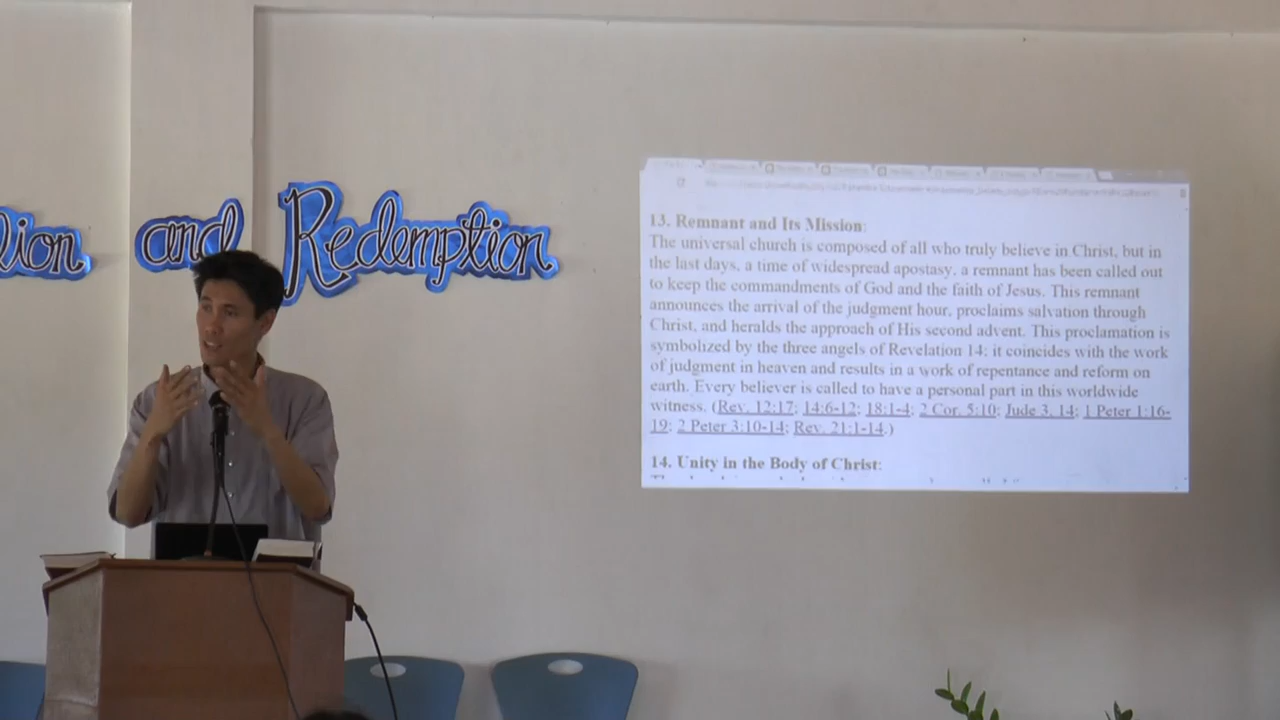 tion and Redemption
13. Remnant and Its Mission:
The universal church is composed of all who truly believe in Christ, but in
the last days, a time of widespread apostasy, a remnant has been called out
to keep the commandments of God and the faith of Jesus. This remnant
announces the arrival of the judgment hour, proclaims salvation through
Christ, and heralds the approach of His second advent. This proclamation is
symbolized by the three angels of Revelation 14; it coincides with the work
of judgment in heaven and results in a work of repentance and reform on
earth. Every believer is called to have a personal part in this worldwide
witness. (Rev. 12:17; 14:6-12; 18:1-4; 2 Cor. 5:10; Jude 3, 14; 1 Peter 1:16-
19; 2 Peter 3:10-14; Rev. 21:1-14.)
14. Unity in the Body of Christ: